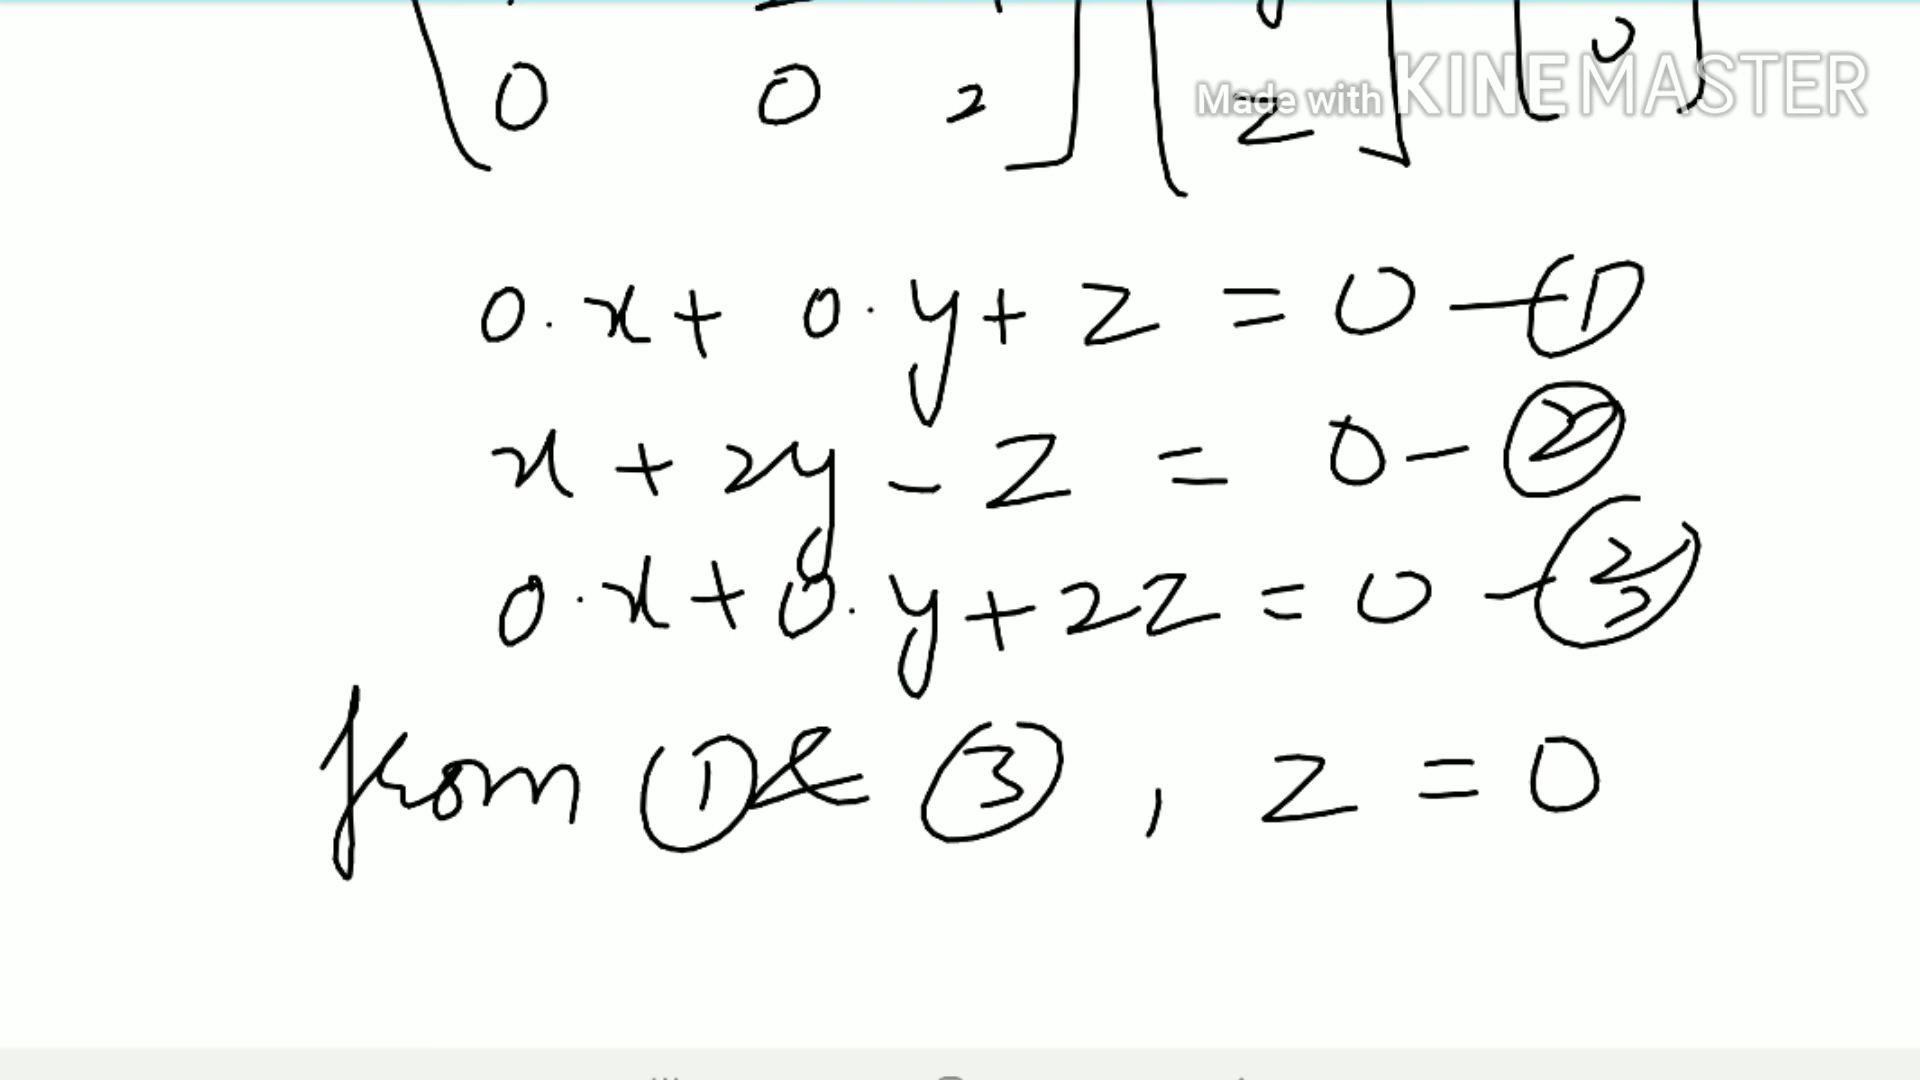 0
0 0 2 z
Made with KINEMASTER
0.x + 0.y + z = 0 — ①
x + 2y - z = 0 - ②
0.x + 0.y + 2z = 0 - ③
from ① & ③, z = 0